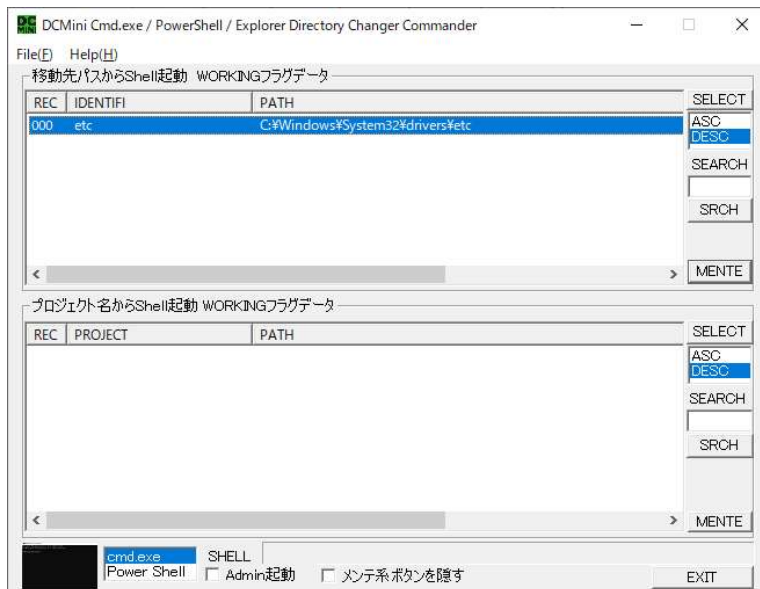 DC MINI DCMini Cmd.exe / PowerShell / Explorer Directory Changer Commander
File(F) Help(H)
移動先パスからShell起動 WORKINGフラグデータ
REC IDENTIFI PATH SELECT
000 etc C:¥Windows¥System32¥drivers¥etc ASC
DESC
SEARCH
SRCH
MENTE
プロジェクト名からShell起動 WORKINGフラグデータ
REC PROJECT PATH SELECT
ASC
DESC
SEARCH
SRCH
MENTE
cmd.exe SHELL
Power Shell Admin起動 メンテ系ボタンを隠す EXIT